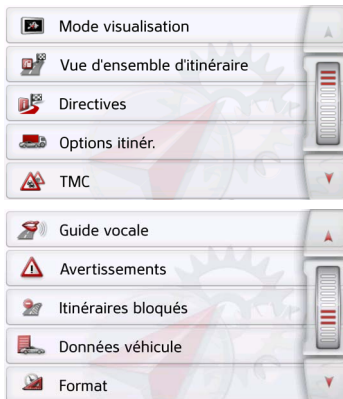 Mode visualisation
Vue d'ensemble d'itinéraire
Directives
Options itinér.
TMC
Guide vocale
Avertissements
Itinéraires bloqués
Données véhicule
Format